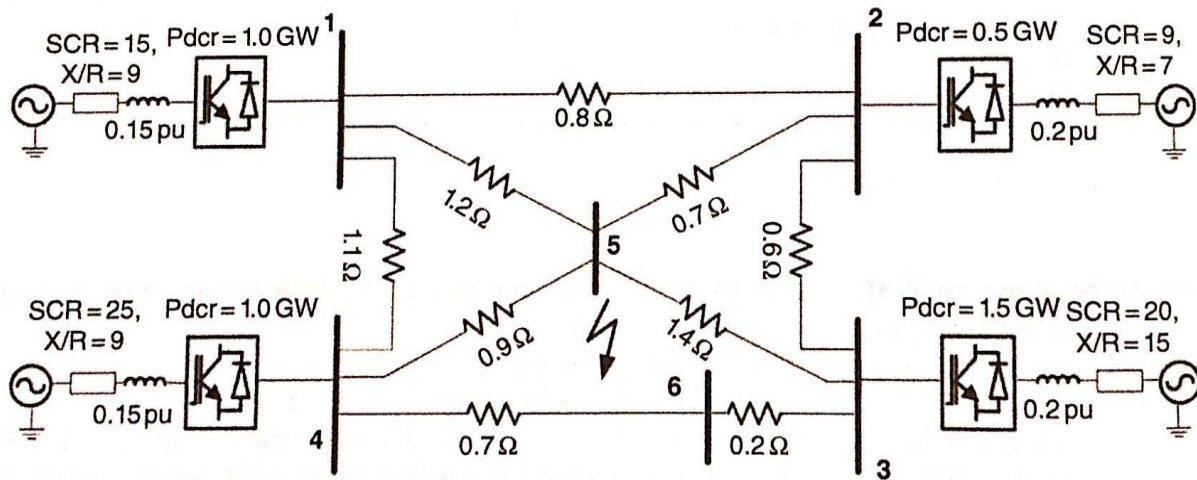 1
2
SCR = 15,
X/R = 9
Pdcr = 1.0 GW
0.15 pu
0.8 Ω
Pdcr = 0.5 GW
SCR = 9,
X/R = 7
0.2 pu
1.2 Ω
0.7 Ω
1.1 Ω
5
0.6 Ω
SCR = 25,
X/R = 9
Pdcr = 1.0 GW
0.15 pu
0.9 Ω
1.4 Ω
Pdcr = 1.5 GW
SCR = 20,
X/R = 15
0.2 pu
6
4
0.7 Ω
0.2 Ω
3